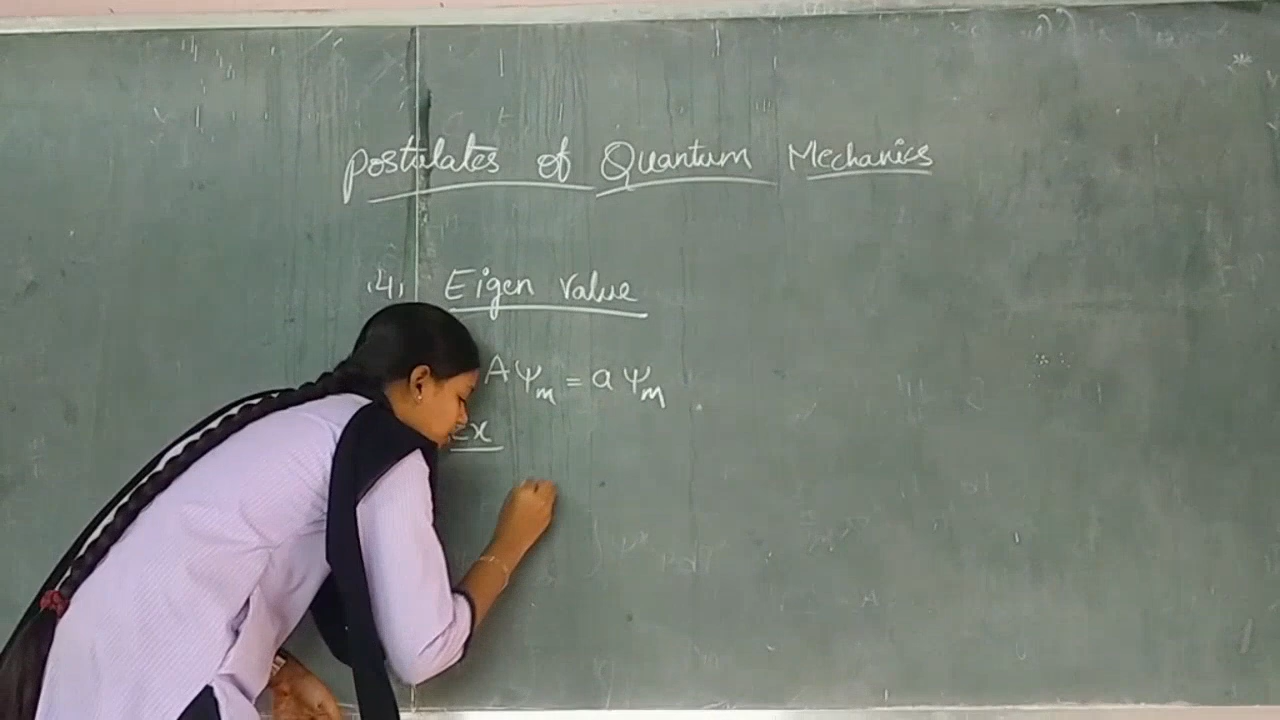 Postulates of Quantum Mechanics
(4) Eigen Value
Aψm = aψm
Ex